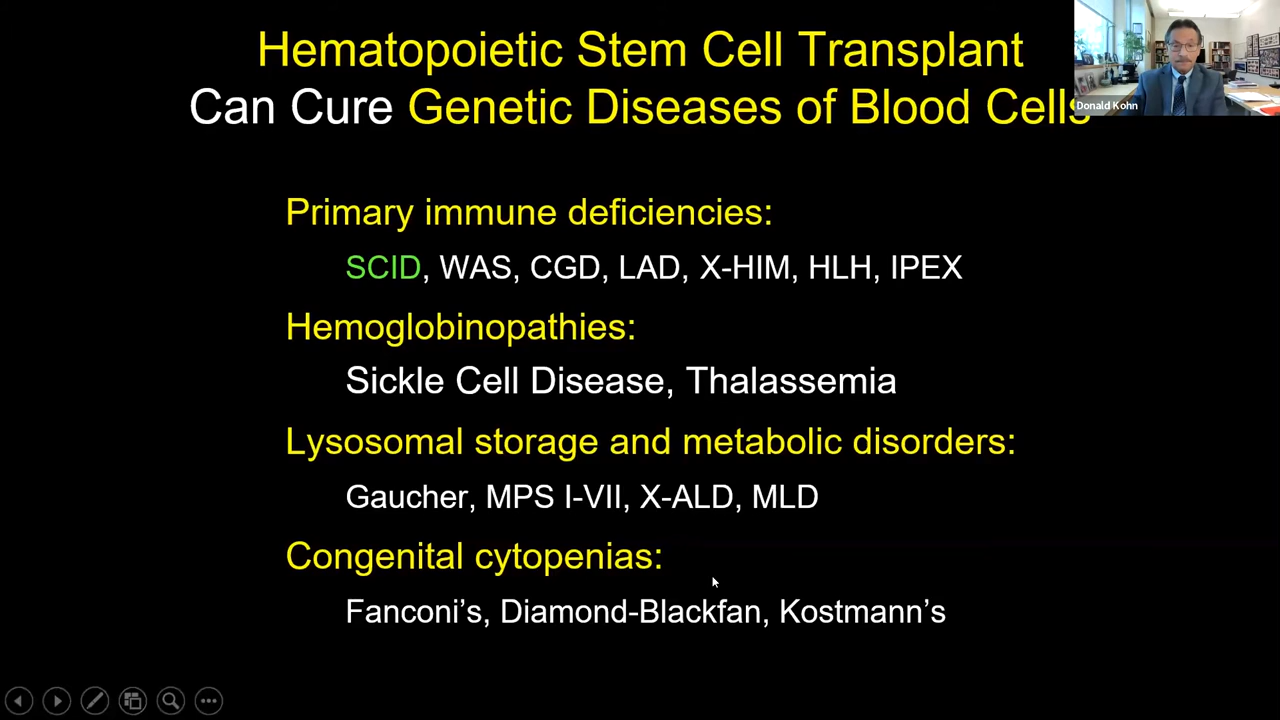 Hematopoietic Stem Cell Transplant
Can Cure Genetic Diseases of Blood Cells
Donald Kohn
Primary immune deficiencies:
SCID, WAS, CGD, LAD, X-HIM, HLH, IPEX
Hemoglobinopathies:
Sickle Cell Disease, Thalassemia
Lysosomal storage and metabolic disorders:
Gaucher, MPS I-VII, X-ALD, MLD
Congenital cytopenias:
Fanconi’s, Diamond-Blackfan, Kostmann’s